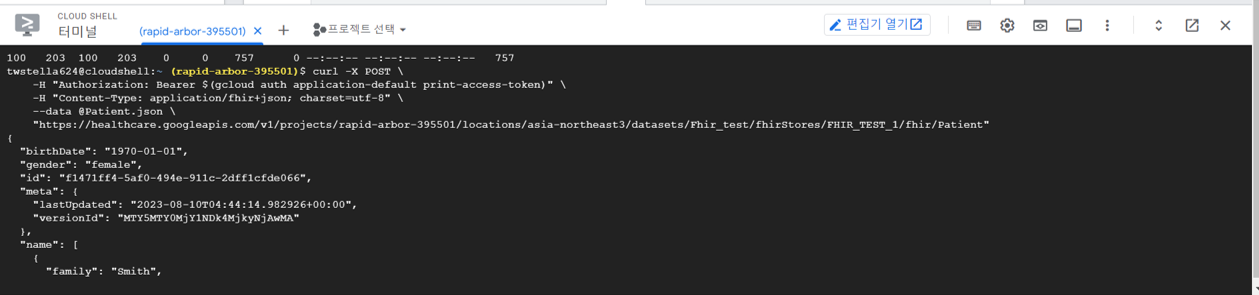 CLOUD SHELL
터미널
(rapid-arbor-395501)
프로젝트 선택
편집기 열기
100   203  100   203    0     0    757      0 --:--:-- --:--:-- --:--:--   757
twstella624@cloudshell:~ (rapid-arbor-395501)$ curl -X POST \
    -H "Authorization: Bearer $(gcloud auth application-default print-access-token)" \
    -H "Content-Type: application/fhir+json; charset=utf-8" \
    --data @Patient.json \
    "https://healthcare.googleapis.com/v1/projects/rapid-arbor-395501/locations/asia-northeast3/datasets/Fhir_test/fhirStores/FHIR_TEST_1/fhir/Patient"
{
  "birthDate": "1970-01-01",
  "gender": "female",
  "id": "f1471ff4-5af0-494e-911c-2dff1cfde066",
  "meta": {
    "lastUpdated": "2023-08-10T04:44:14.982926+00:00",
    "versionId": "MTY5MTY0MjY1NDk4MjkyNjAwMA"
  },
  "name": [
    {
      "family": "Smith",